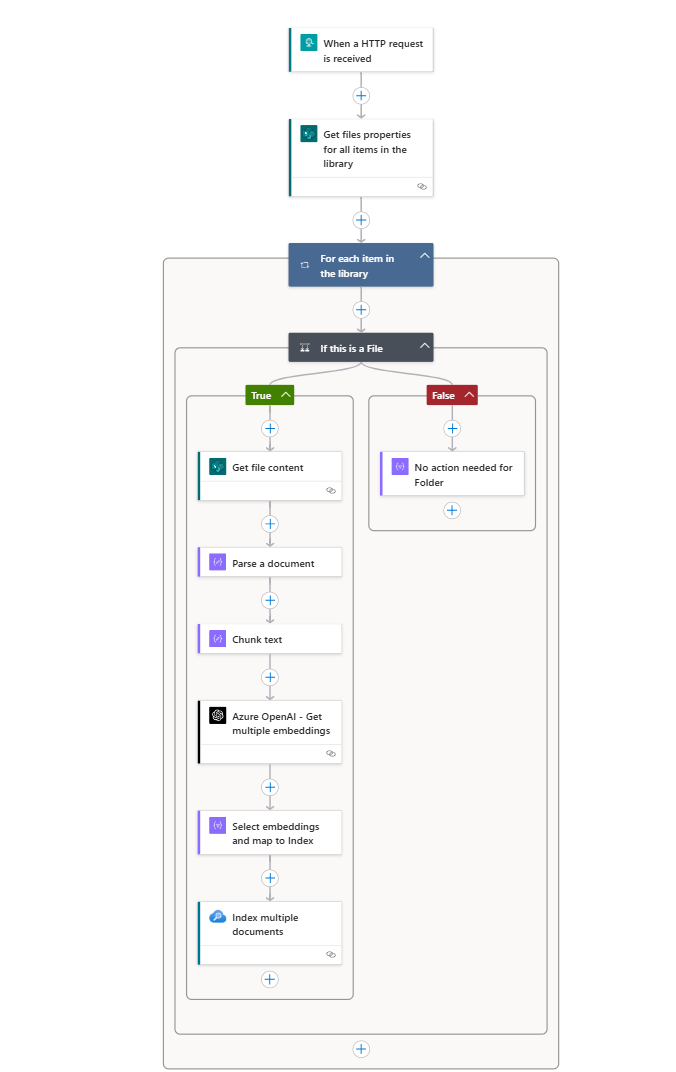 When a HTTP request
is received
Get files properties
for all items in the
library
For each item in
the library
If this is a File
True
Get file content
Parse a document
Chunk text
Azure OpenAI - Get
multiple embeddings
Select embeddings
and map to Index
Index multiple
documents
False
No action needed for
Folder